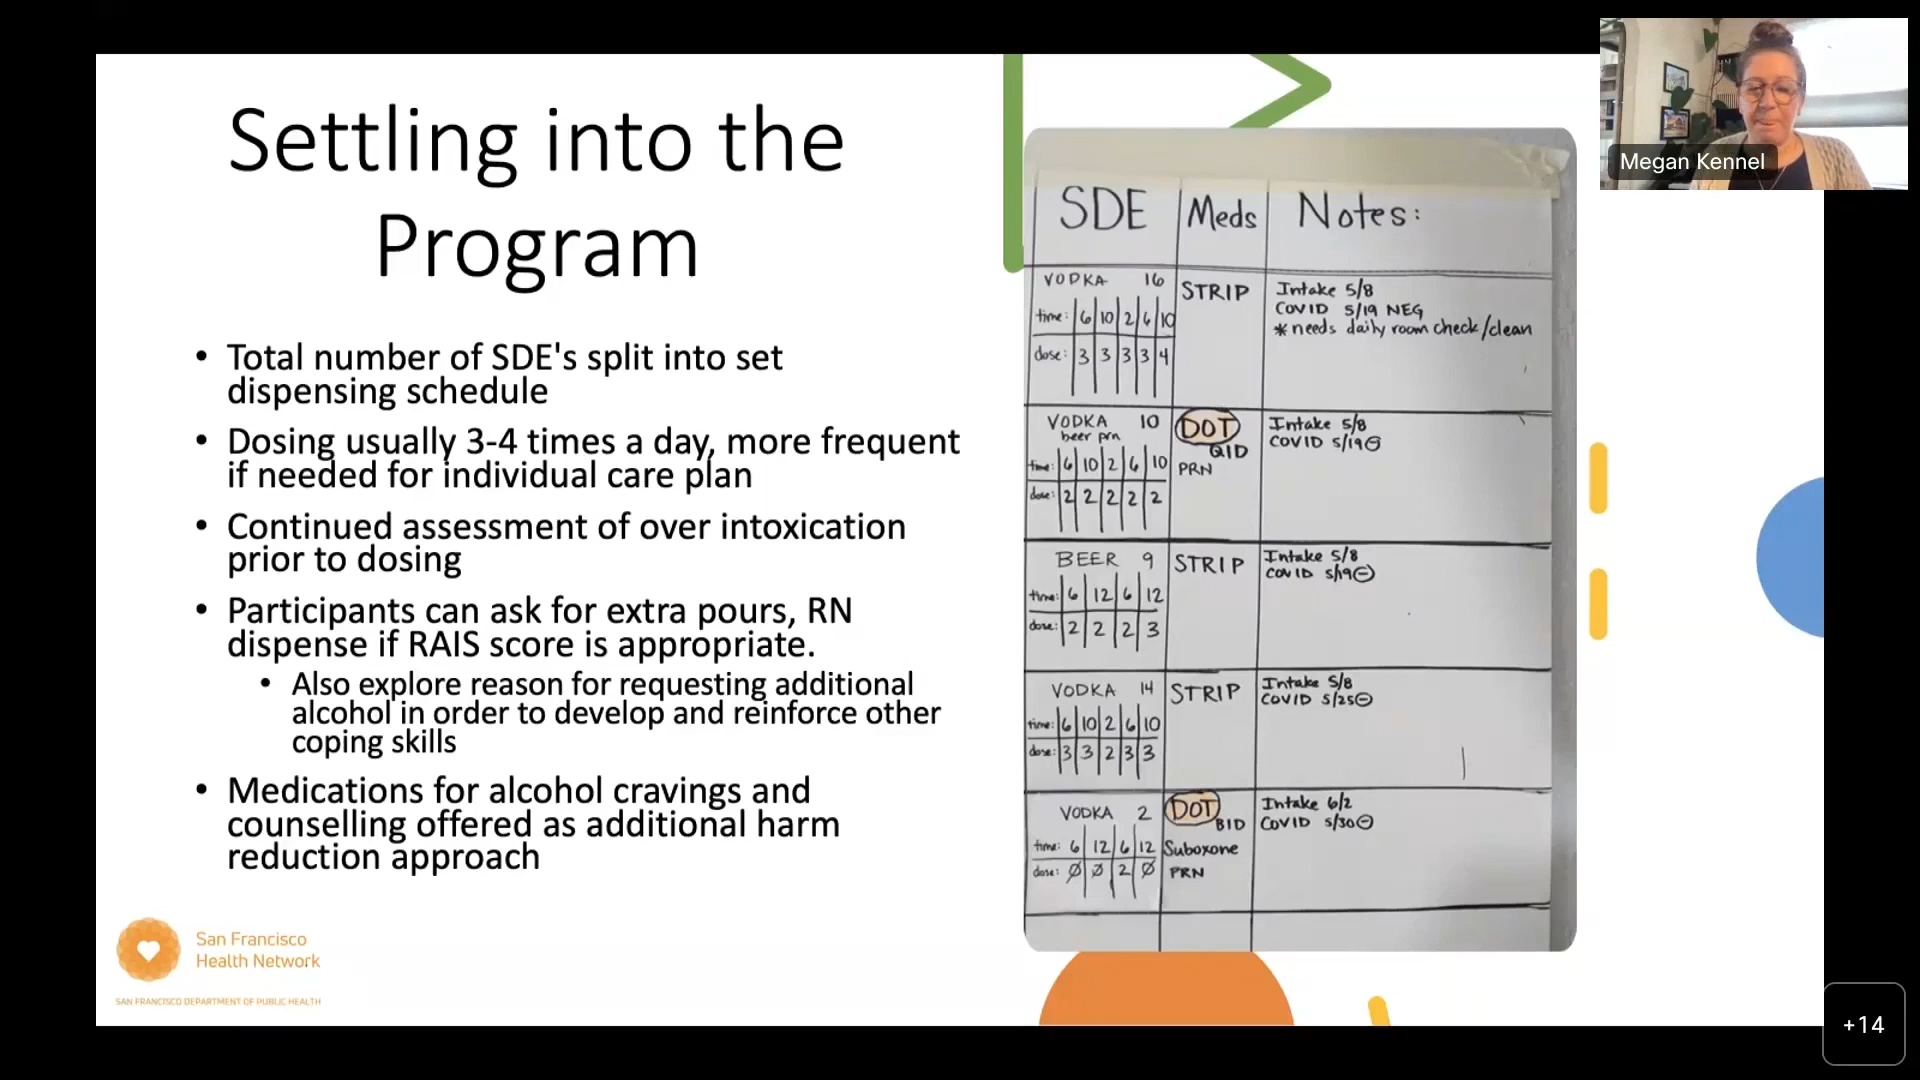 Settling into the
Program
• Total number of SDE's split into set
dispensing schedule
• Dosing usually 3-4 times a day, more frequent
if needed for individual care plan
• Continued assessment of over intoxication
prior to dosing
• Participants can ask for extra pours, RN
dispense if RAIS score is appropriate.
• Also explore reason for requesting additional
alcohol in order to develop and reinforce other
coping skills
• Medications for alcohol cravings and
counselling offered as additional harm
reduction approach
San Francisco
Health Network
SAN FRANCISCO DEPARTMENT OF PUBLIC HEALTH
SDE Meds Notes:
VODKA 16 STRIP Intake 5/8
COVID 5/19 NEG
*needs daily room check/clean
time: 6 10 2 6 10
dose: 3 3 3 3 4
VODKA 10 DOT Intake 5/8
beer prn QID COVID 5/19⊖
time: 6 10 2 6 10 PRN
dose: 2 2 2 2 2
BEER 9 STRIP Intake 5/8
COVID 5/19⊖
time: 6 12 6 12
dose: 2 2 2 3
VODKA 14 STRIP Intake 5/8
COVID 5/25⊖
time: 6 10 2 6 10
dose: 3 3 2 3 3
VODKA 2 DOT Intake 6/2
BID COVID 5/30⊖
time: 6 12 6 12 Suboxone
dose: Ø Ø 2 Ø PRN
Megan Kennel
+14